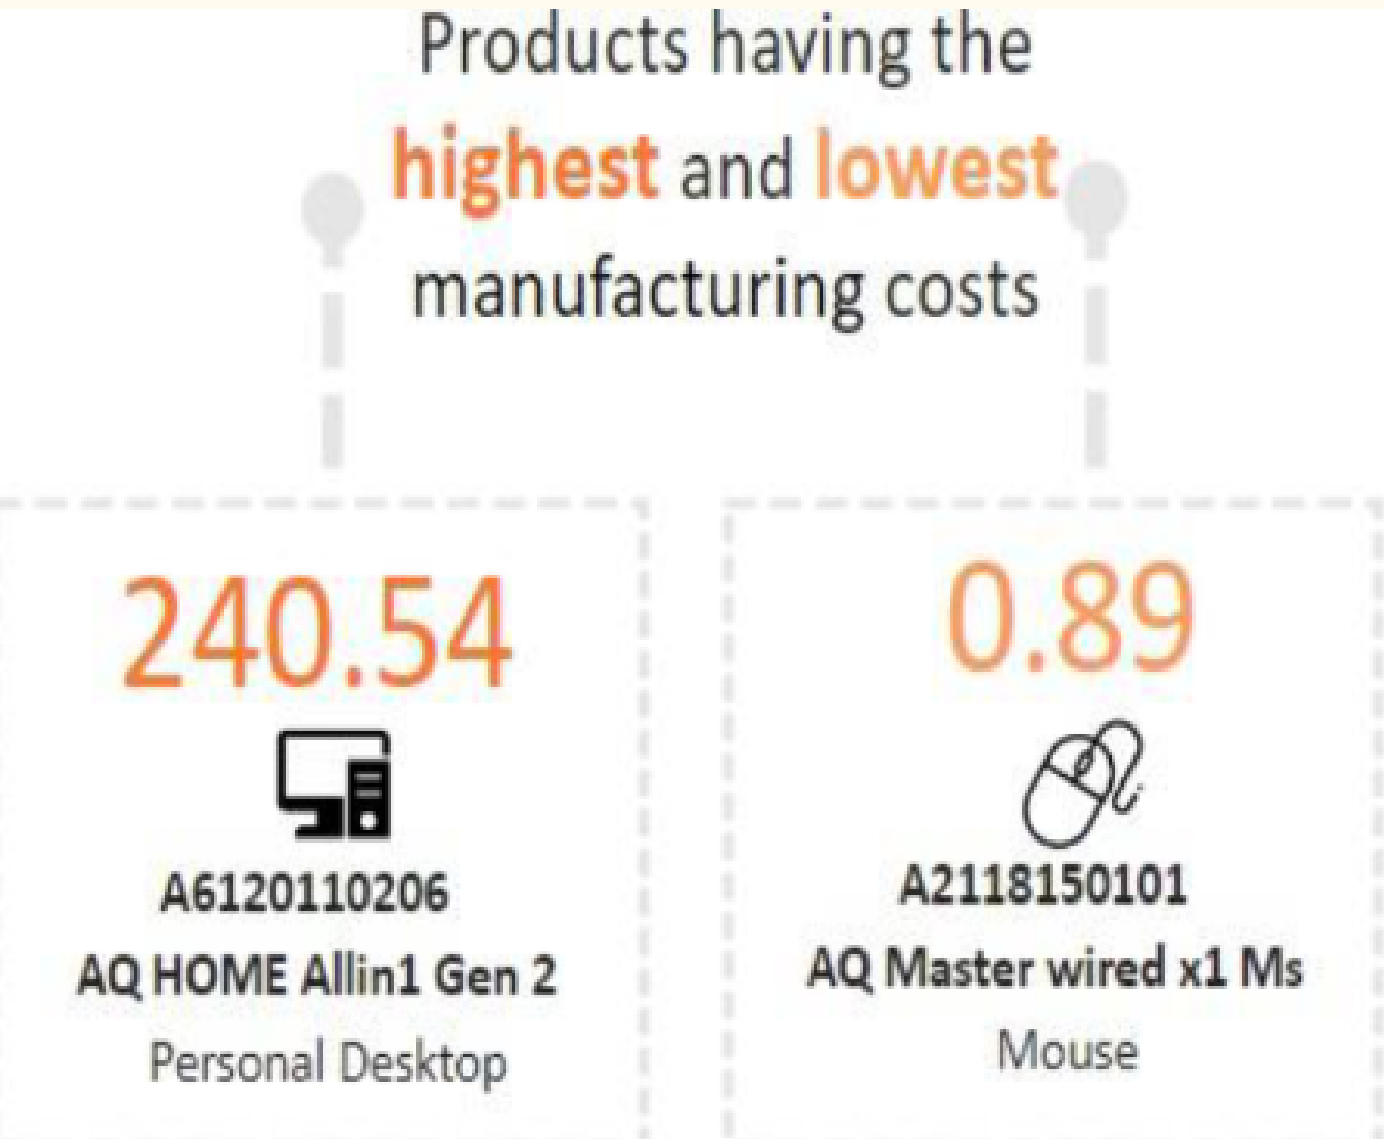 Products having the
highest and lowest
manufacturing costs
240.54
A6120110206
AQ HOME Allin1 Gen 2
Personal Desktop
0.89
A2118150101
AQ Master wired x1 Ms
Mouse